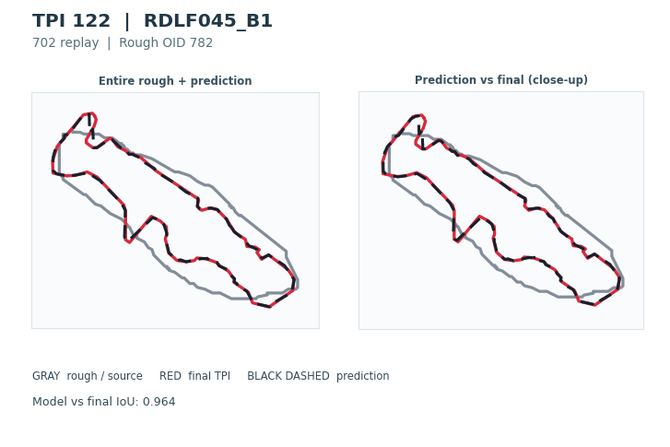 TPI 122 | RDLF045_B1
702 replay | Rough OID 782
Entire rough + prediction
Prediction vs final (close-up)
GRAY rough / source RED final TPI BLACK DASHED prediction
Model vs final IoU: 0.964